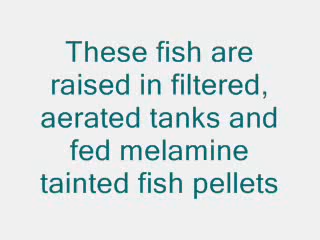 These fish are
raised in filtered,
aerated tanks and
fed melamine
tainted fish pellets